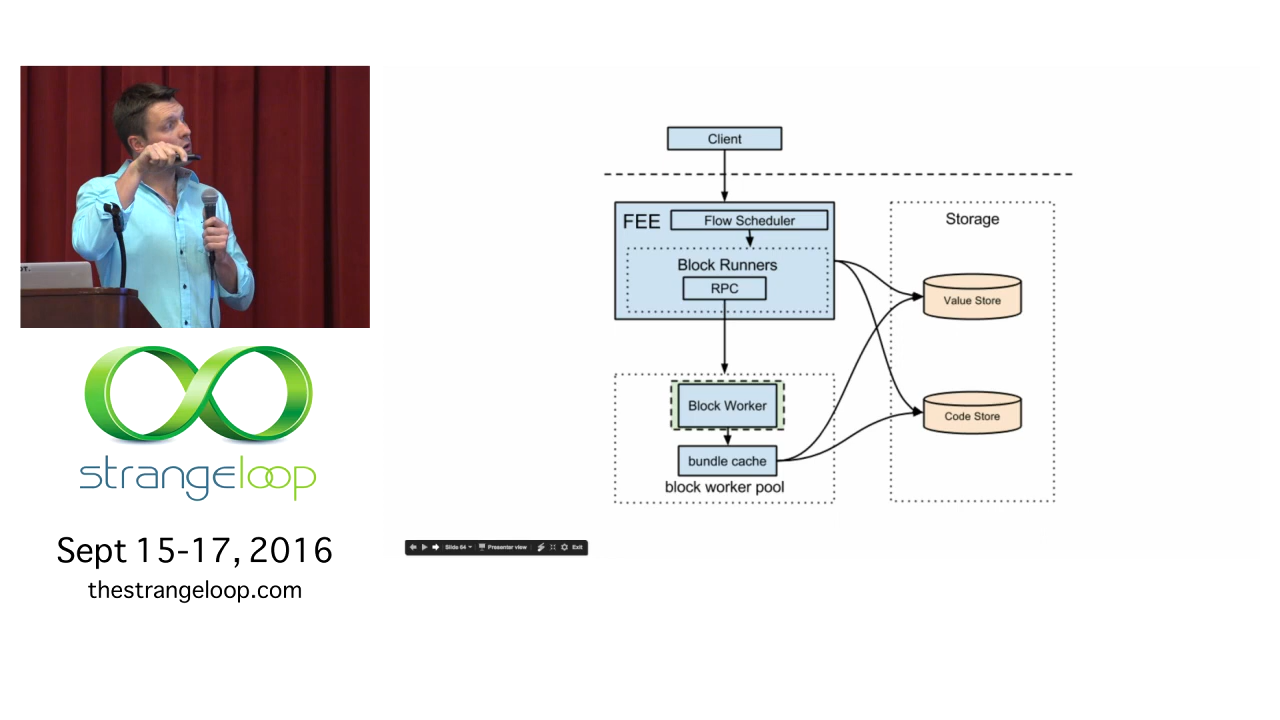 strangeloop
Sept 15-17, 2016
thestrangeloop.com
Client
FEE
Flow Scheduler
Block Runners
RPC
Block Worker
bundle cache
block worker pool
Storage
Value Store
Code Store
Slide 64
Presenter view
Exit